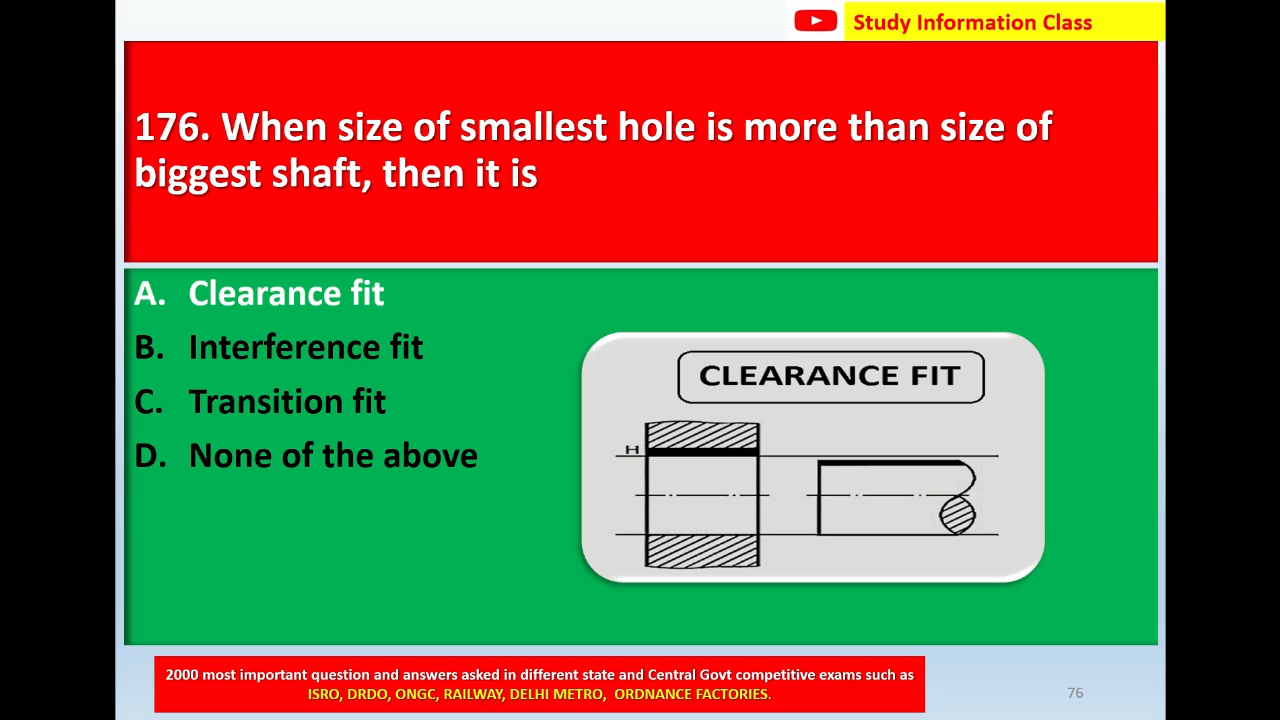 Study Information Class
176. When size of smallest hole is more than size of
biggest shaft, then it is
A. Clearance fit
B. Interference fit
C. Transition fit
D. None of the above
CLEARANCE FIT
H
2000 most important question and answers asked in different state and Central Govt competitive exams such as
ISRO, DRDO, ONGC, RAILWAY, DELHI METRO, ORDNANCE FACTORIES.
76